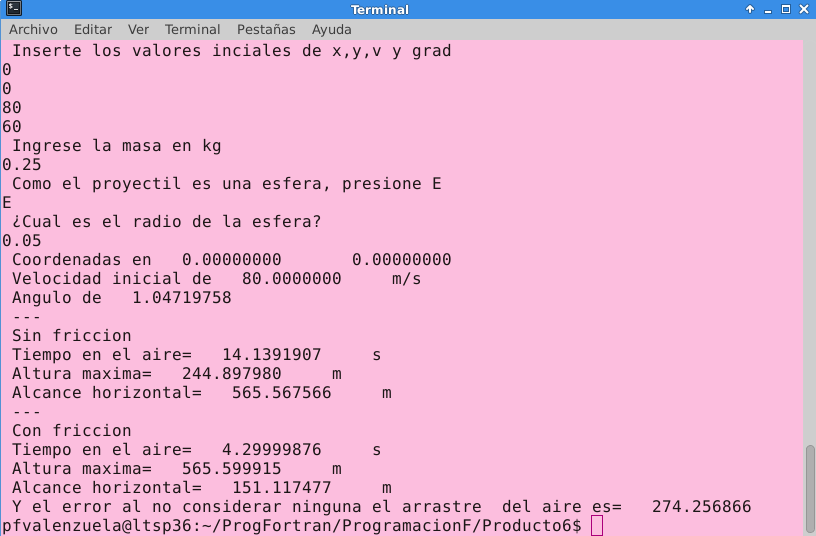 Terminal
Archivo Editar Ver Terminal Pestañas Ayuda
Inserte los valores inciales de x,y,v y grad
0
0
80
60
Ingrese la masa en kg
0.25
Como el proyectil es una esfera, presione E
E
¿Cual es el radio de la esfera?
0.05
Coordenadas en 0.00000000 0.00000000
Velocidad inicial de 80.0000000 m/s
Angulo de 1.04719758
---
Sin friccion
Tiempo en el aire= 14.1391907 s
Altura maxima= 244.897980 m
Alcance horizontal= 565.567566 m
---
Con friccion
Tiempo en el aire= 4.29999876 s
Altura maxima= 565.599915 m
Alcance horizontal= 151.117477 m
Y el error al no considerar ninguna el arrastre del aire es= 274.256866
pfvalenzuela@ltsp36:~/ProgFortran/ProgramacionF/Producto6$